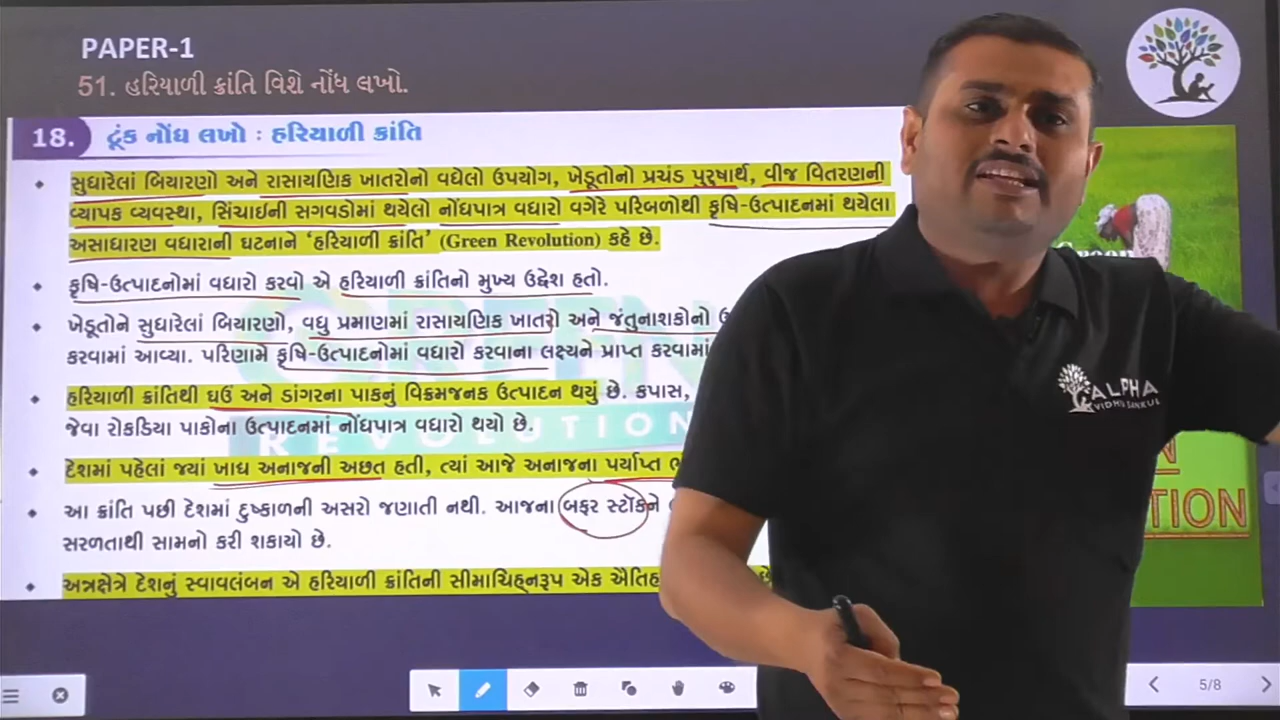 PAPER-1
51. હરિયાળી ક્રાંતિ વિશે નોંધ લખો.
18. ટૂંક નોંધ લખો : હરિયાળી ક્રાંતિ
• સુધારેલાં બિયારણો અને રાસાયણિક ખાતરોનો વધેલો ઉપયોગ, ખેડૂતોનો પ્રચંડ પુરુષાર્થ, વીજ વિતરણની
વ્યાપક વ્યવસ્થા, સિંચાઈની સગવડોમાં થયેલો નોંધપાત્ર વધારો વગેરે પરિબળોથી કૃષિ-ઉત્પાદનમાં થયેલા
અસાધારણ વધારાની ઘટનાને ‘હરિયાળી ક્રાંતિ’ (Green Revolution) કહે છે.
• કૃષિ-ઉત્પાદનોમાં વધારો કરવો એ હરિયાળી ક્રાંતિનો મુખ્ય ઉદ્દેશ હતો.
• ખેડૂતોને સુધારેલાં બિયારણો, વધુ પ્રમાણમાં રાસાયણિક ખાતરો અને જંતુનાશકોનો
કરવામાં આવ્યા. પરિણામે કૃષિ-ઉત્પાદનોમાં વધારો કરવાના લક્ષ્યને પ્રાપ્ત કરવામાં
• હરિયાળી ક્રાંતિથી ઘઉં અને ડાંગરના પાકનું વિક્રમજનક ઉત્પાદન થયું છે. કપાસ,
જેવા રોકડિયા પાકોના ઉત્પાદનમાં નોંધપાત્ર વધારો થયો છે.
• દેશમાં પહેલાં જ્યાં ખાદ્ય અનાજની અછત હતી, ત્યાં આજે અનાજના પર્યાપ્ત
• આ ક્રાંતિ પછી દેશમાં દુષ્કાળની અસરો જણાતી નથી. આજના બફર સ્ટૉકને
સરળતાથી સામનો કરી શકાયો છે.
• અન્નક્ષેત્રે દેશનું સ્વાવલંબન એ હરિયાળી ક્રાંતિની સીમાચિહ્નરૂપ એક
GREEN
REVOLUTION
ALPHA
VIDHYA SANKUL
5/8